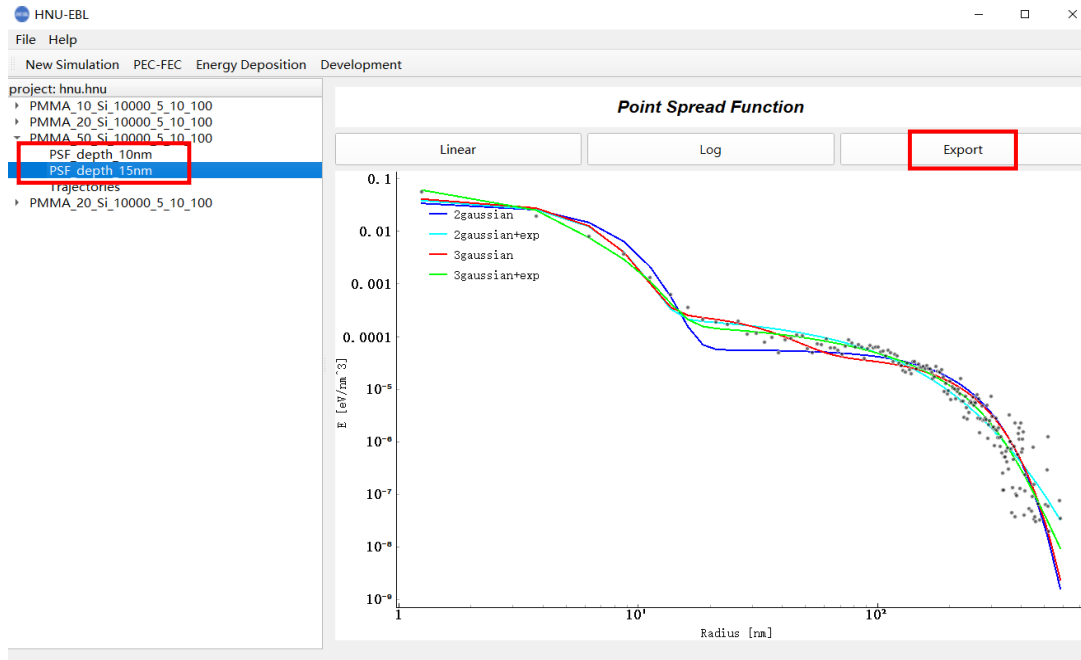 HNU-EBL
File Help
New Simulation PEC-FEC Energy Deposition Development
project: hnu.hnu
PMMA_10_Si_10000_5_10_100
PMMA_20_Si_10000_5_10_100
PMMA_50_Si_10000_5_10_100
PSF_depth_10nm
PSF_depth_15nm
Trajectories
PMMA_20_Si_10000_5_10_100
Point Spread Function
Linear Log Export
0.1
0.01
0.001
0.0001
10⁻⁵
10⁻⁶
10⁻⁷
10⁻⁸
10⁻⁹
E [eV/nm^3]
2gaussian
2gaussian+exp
3gaussian
3gaussian+exp
1 10¹ 10²
Radius [nm]